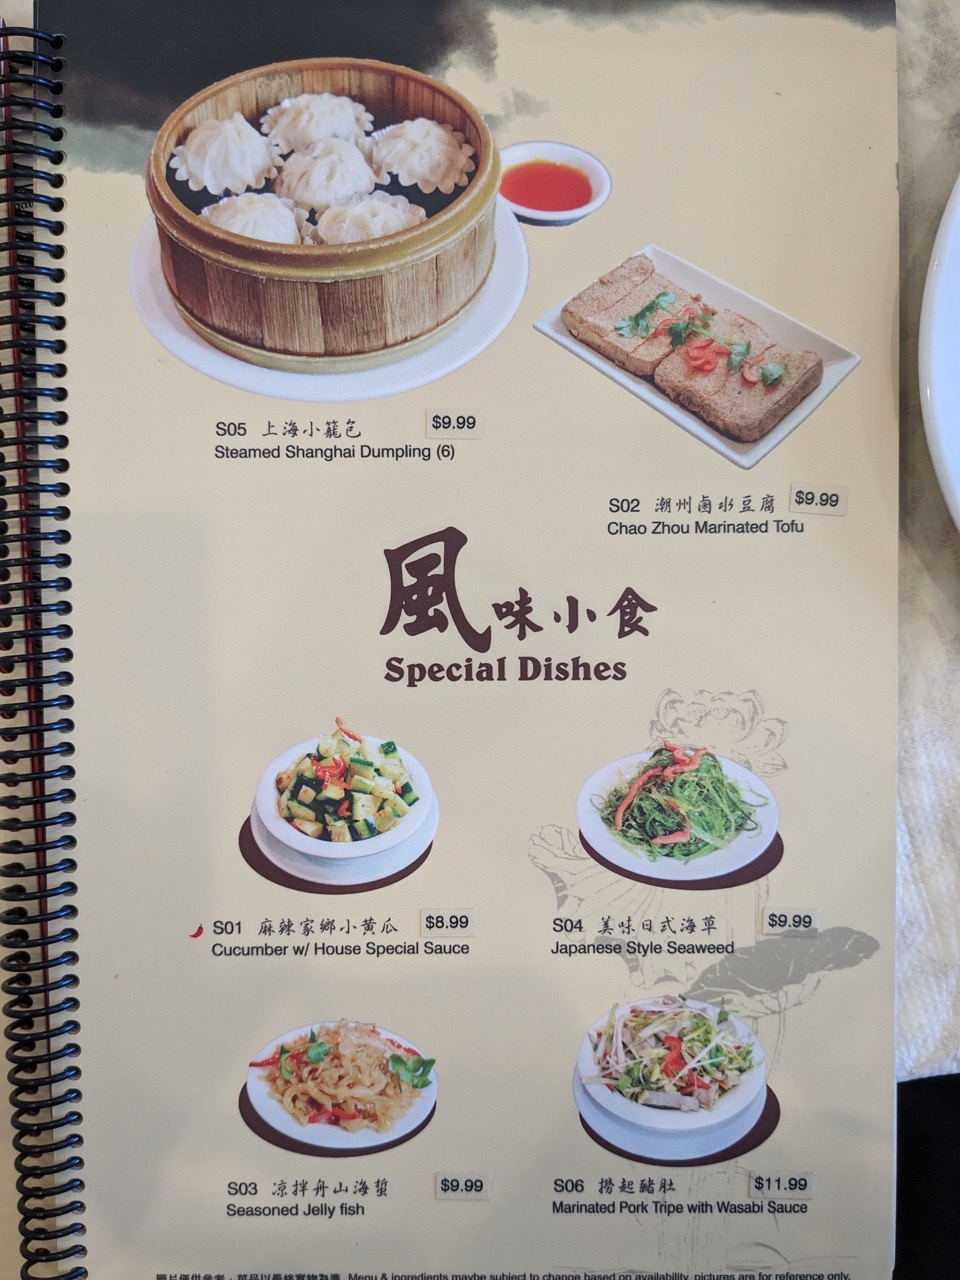 S05 上海小籠包 $9.99
Steamed Shanghai Dumpling (6)
S02 潮州鹵水豆腐 $9.99
Chao Zhou Marinated Tofu
風味小食
Special Dishes
S01 麻辣家鄉小黃瓜 $8.99
Cucumber w/ House Special Sauce
S04 美味日式海草 $9.99
Japanese Style Seaweed
S03 凉拌舟山海蜇 $9.99
Seasoned Jelly fish
S06 撈起豬肚 $11.99
Marinated Pork Tripe with Wasabi Sauce
圖片僅供參考，菜品以最終實物為準 Menu & ingredients maybe subject to change based on availability, pictures are for reference only.